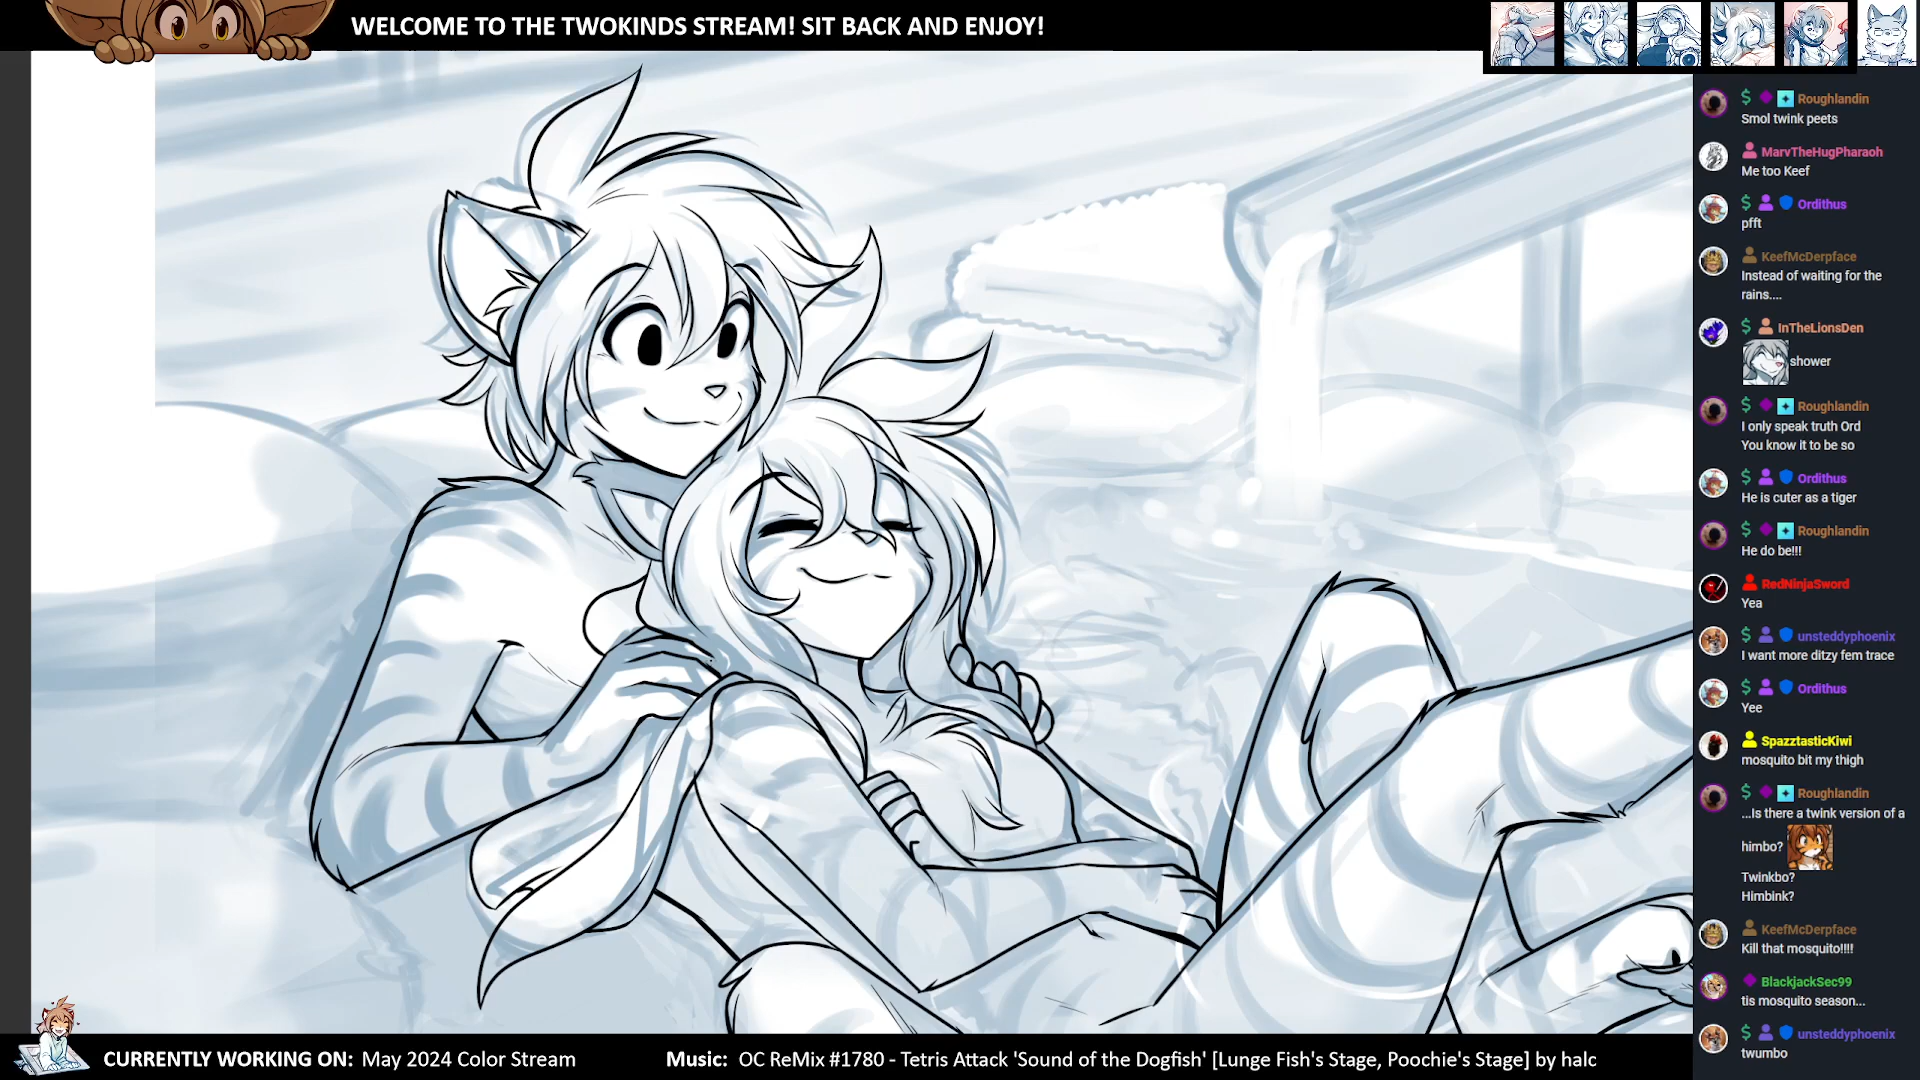 WELCOME TO THE TWOKINDS STREAM! SIT BACK AND ENJOY!
Roughlandin
Smol twink peets
MarvTheHugPharaoh
Me too Keef
Ordithus
pfft
KeefMcDerpface
Instead of waiting for the
rains....
InTheLionsDen
shower
Roughlandin
I only speak truth Ord
You know it to be so
Ordithus
He is cuter as a tiger
Roughlandin
He do be!!!
RedNinjaSword
Yea
unsteddyphoenix
I want more ditzy fem trace
Ordithus
Yee
SpazztasticKiwi
mosquito bit my thigh
Roughlandin
...Is there a twink version of a
himbo?
Twinkbo?
Himbink?
KeefMcDerpface
Kill that mosquito!!!!
BlackjackSec99
tis mosquito season...
unsteddyphoenix
twumbo
CURRENTLY WORKING ON: May 2024 Color Stream
Music: OC ReMix #1780 - Tetris Attack 'Sound of the Dogfish' [Lunge Fish's Stage, Poochie's Stage] by halc